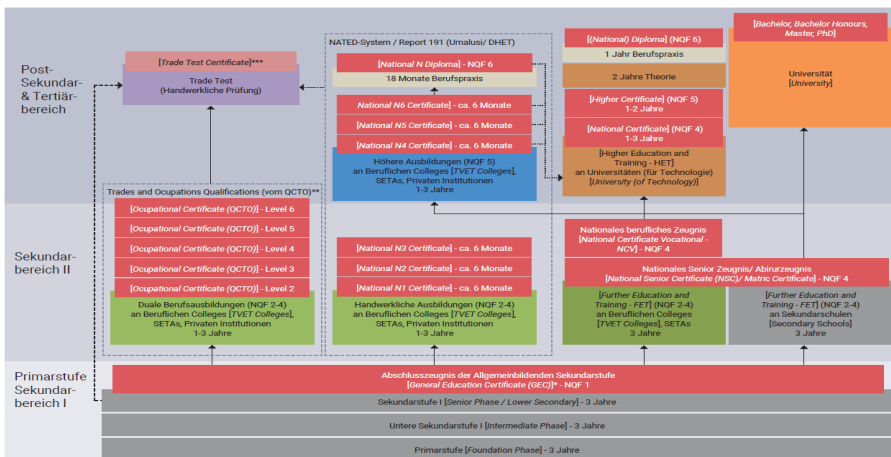 Post-
Sekundar-
& Tertiär-
bereich
[Trade Test Certificate]***
Trade Test
(Handwerkliche Prüfung)
NATED-System / Report 191 (Umalusi/ DHET)
[National N Diploma] - NQF 6
18 Monate Berufspraxis
National N6 Certificate] - ca. 6 Monate
[National N5 Certificate] - ca. 6 Monate
[National N4 Certificate] - ca. 6 Monate
Höhere Ausbildungen (NQF 5)
an Beruflichen Colleges [TVET Colleges],
SETAs, Privaten Institutionen
1-3 Jahre
[(National) Diploma] (NQF 6)
1 Jahr Berufspraxis
2 Jahre Theorie
[Higher Certificate] (NQF 5)
1-2 Jahre
[National Certificate] (NQF 4)
1-3 Jahre
[Higher Education and
Training - HET]
an Universitäten (für Technologie)
[University (of Technology)]
[Bachelor, Bachelor Honours,
Master, PhD]
Universität
[University]
Sekundar-
bereich II
Trades and Occupations Qualifications (vom QCTO)**
[Ocupational Certificate (QCTO)] - Level 6
[Ocupational Certificate (QCTO)] - Level 5
[Ocupational Certificate (QCTO)] - Level 4
[Ocupational Certificate (QCTO)] - Level 3
[Ocupational Certificate (QCTO)] - Level 2
Duale Berufsausbildungen (NQF 2-4)
an Beruflichen Colleges [TVET Colleges],
SETAs, Privaten Institutionen
1-3 Jahre
[National N3 Certificate] - ca. 6 Monate
[National N2 Certificate] - ca. 6 Monate
[National N1 Certificate] - ca. 6 Monate
Handwerkliche Ausbildungen (NQF 2-4)
an Beruflichen Colleges [TVET Colleges],
SETAs, Privaten Institutionen
1-3 Jahre
Nationales berufliches Zeugnis
[National Certificate Vocational -
NCV] - NQF 4
Nationales Senior Zeugnis/ Abirurzeugnis
[National Senior Certificate (NSC)/ Matric Certificate] - NQF 4
[Further Education and
Training - FET] (NQF 2-4)
an Beruflichen Colleges
[TVET Colleges], SETAs
3 Jahre
[Further Education and
Training - FET] (NQF 2-4)
an Sekundarschulen
[Secondary Schools]
3 Jahre
Primarstufe
Sekundar-
bereich I
Abschlusszeugnis der Allgemeinbildenden Sekundarstufe
[General Education Certificate (GEC)]* - NQF 1
Sekundarstufe I [Senior Phase / Lower Secondary] - 3 Jahre
Untere Sekundarstufe I [Intermediate Phase] - 3 Jahre
Primarstufe [Foundation Phase] - 3 Jahre